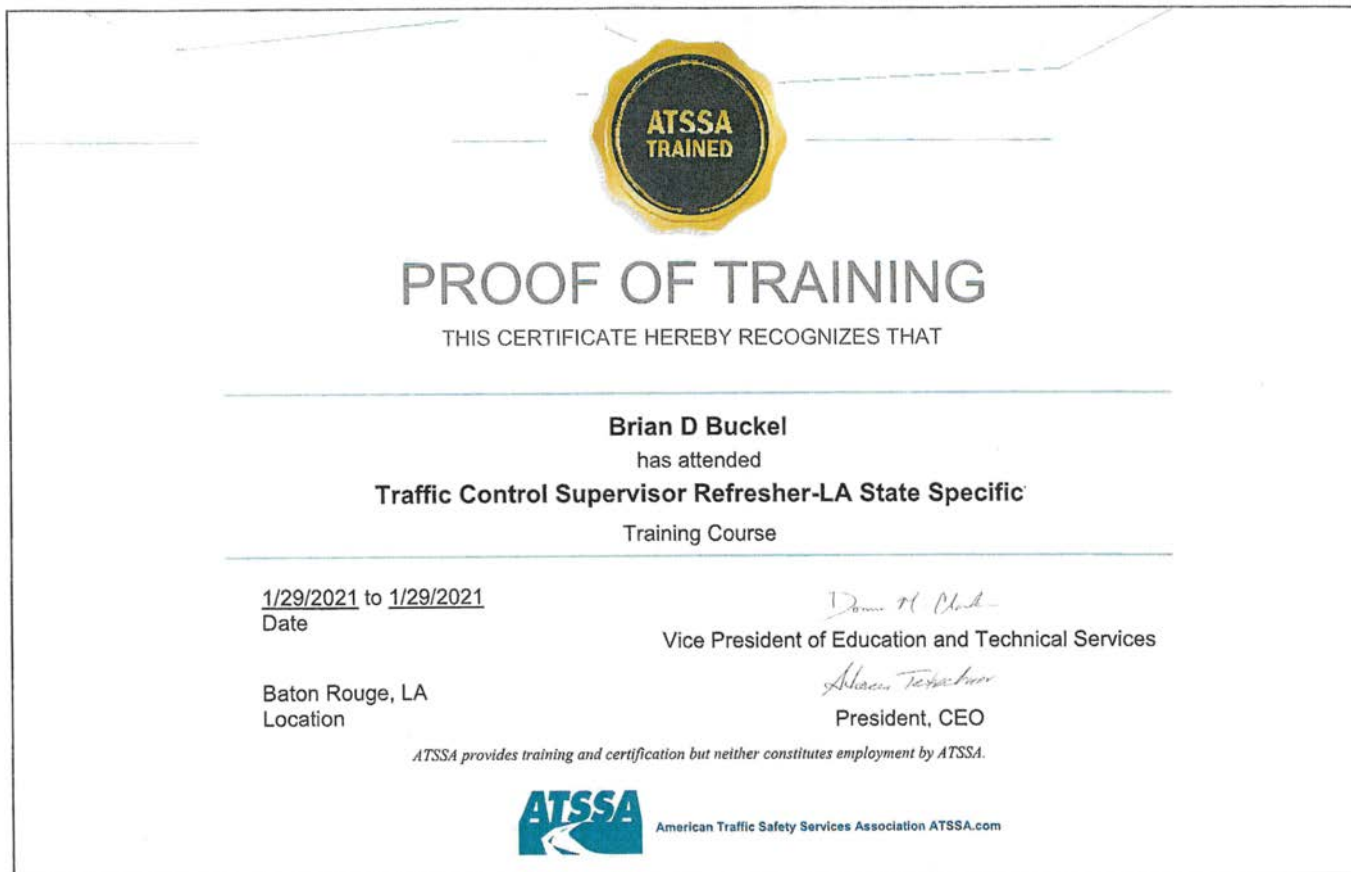 ATSSA
TRAINED
PROOF OF TRAINING
THIS CERTIFICATE HEREBY RECOGNIZES THAT
Brian D Buckel
has attended
Traffic Control Supervisor Refresher-LA State Specific
Training Course
1/29/2021 to 1/29/2021
Date
Donna M Clark
Vice President of Education and Technical Services
Baton Rouge, LA
Location
President, CEO
ATSSA provides training and certification but neither constitutes employment by ATSSA.
ATSSA
American Traffic Safety Services Association ATSSA.com